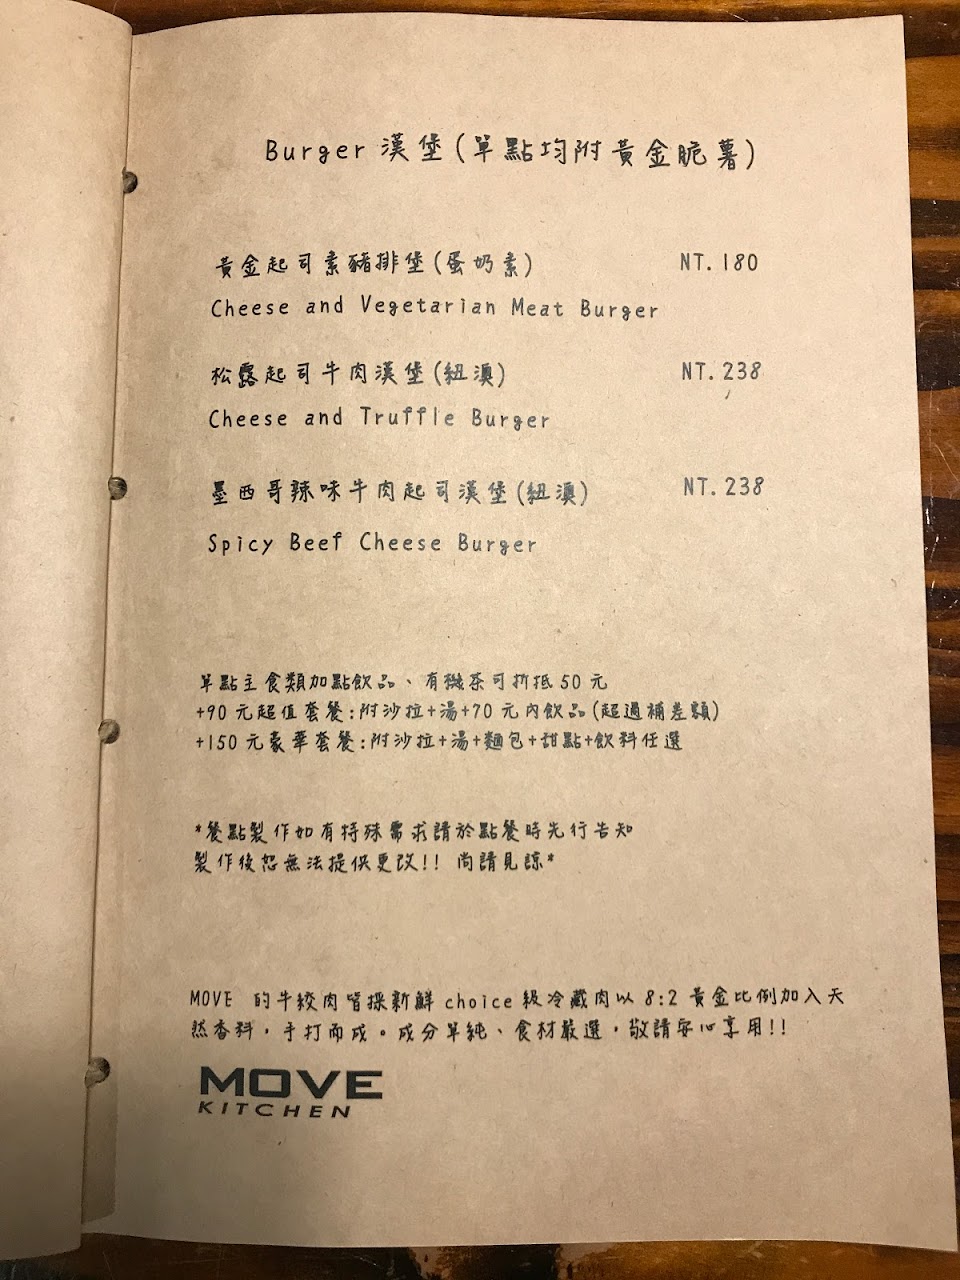 Burger 漢堡(單點均附黃金脆薯)
黃金起司素豬排堡(蛋奶素) NT.180
Cheese and Vegetarian Meat Burger
松露起司牛肉漢堡(紐澳) NT.238
Cheese and Truffle Burger
墨西哥辣味牛肉起司漢堡(紐澳) NT.238
Spicy Beef Cheese Burger
單點主食類加點飲品、有機茶可折抵50元
+90元超值套餐:附沙拉+湯+70元內飲品(超過補差額)
+150元豪華套餐:附沙拉+湯+麵包+甜點+飲料任選
*餐點製作如有特殊需求請於點餐時先行告知
製作後恕無法提供更改!! 尚請見諒*
MOVE 的牛絞肉皆採新鮮choice級冷藏肉以8:2黃金比例加入天
然香料，手打而成。成分單純、食材嚴選，敬請安心享用!!
MOVE
KITCHEN